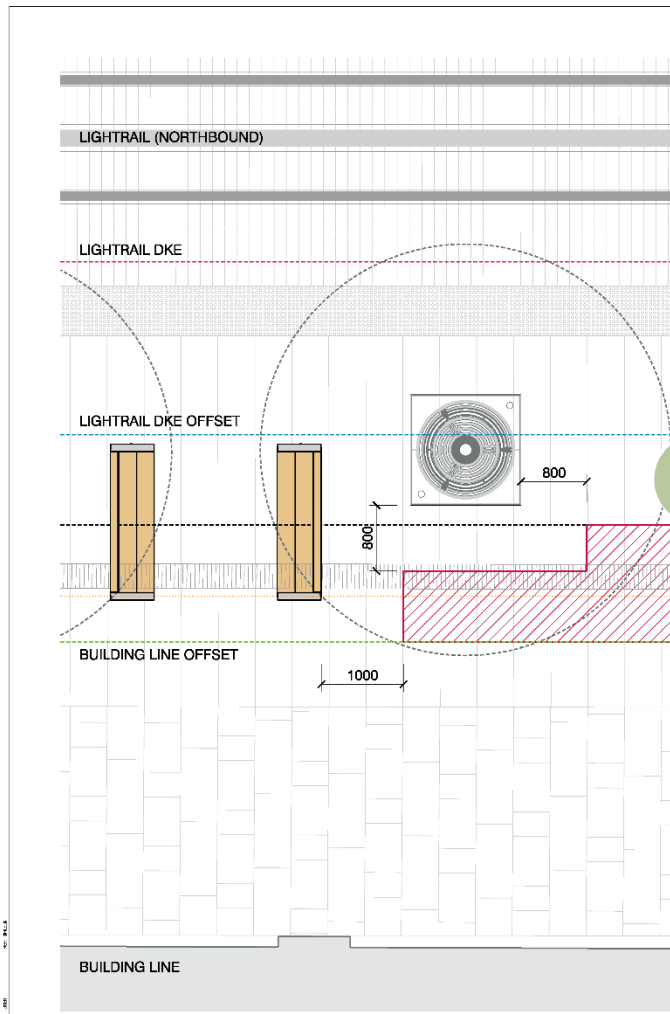 LIGHTRAIL (NORTHBOUND)
LIGHTRAIL DKE
LIGHTRAIL DKE OFFSET
800
800
BUILDING LINE OFFSET
1000
BUILDING LINE